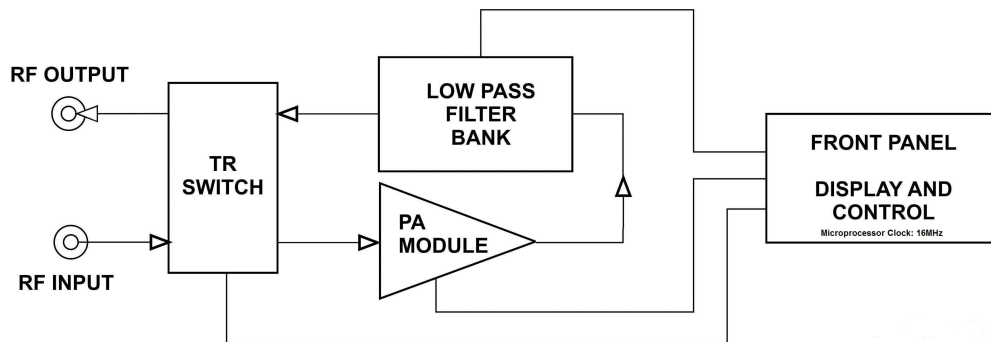 RF OUTPUT
RF INPUT
TR
SWITCH
LOW PASS
FILTER
BANK
PA
MODULE
FRONT PANEL
DISPLAY AND
CONTROL
Microprocessor Clock: 16MHz